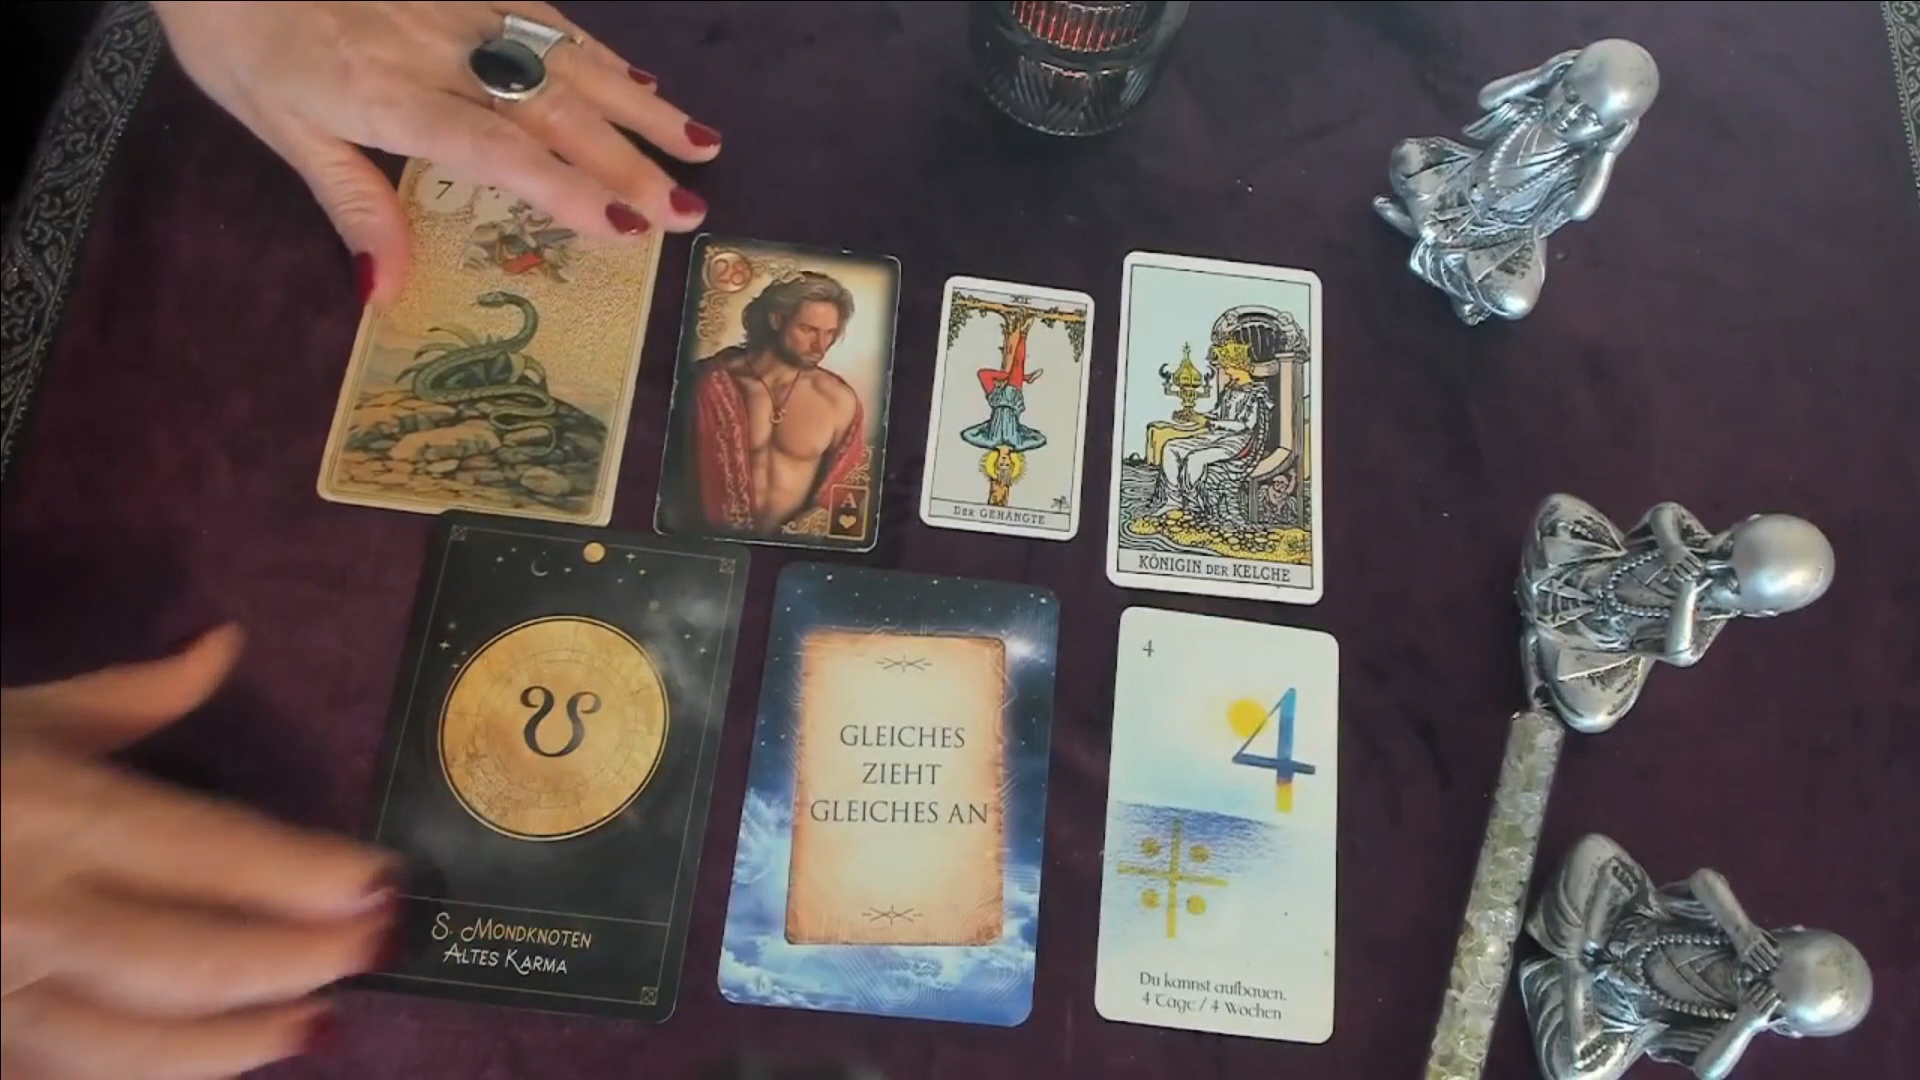 7
28
A
XII
DER GEHÄNGTE
KÖNIGIN DER KELCHE
S. MONDKNOTEN
ALTES KARMA
GLEICHES
ZIEHT
GLEICHES AN
4
4
Du kannst aufbauen.
4 Tage / 4 Wochen